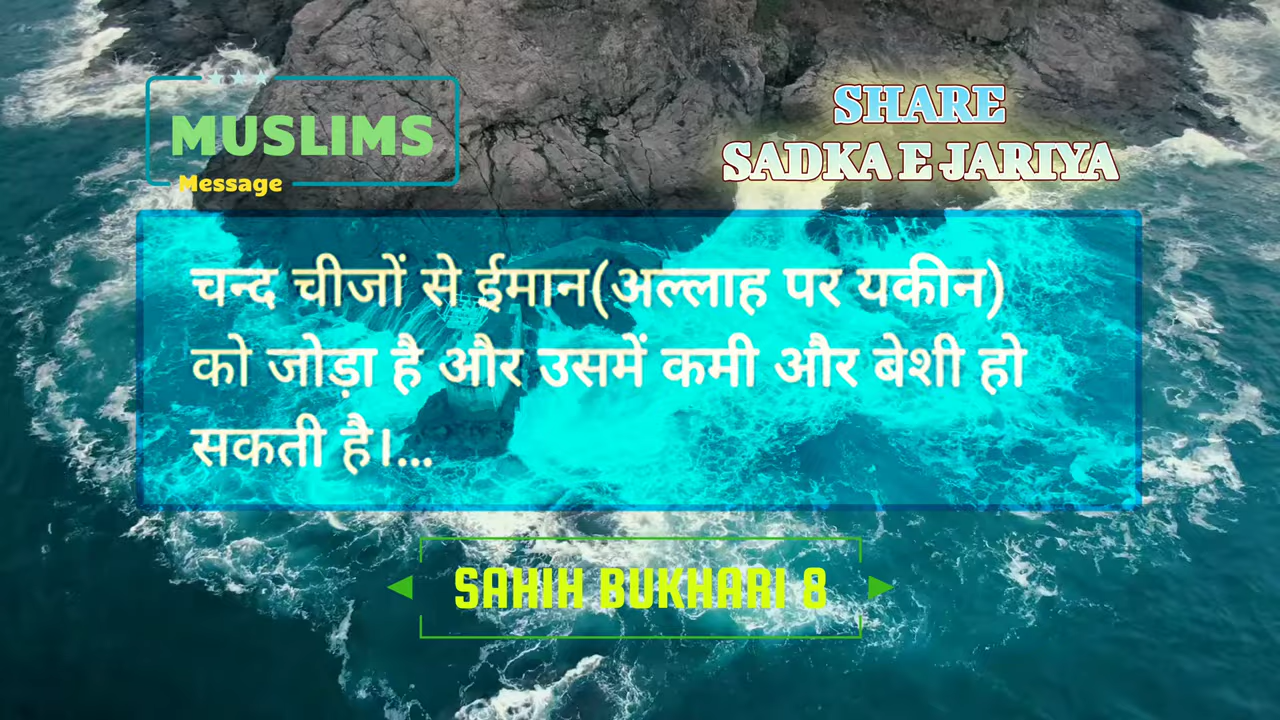 MUSLIMS
Message
SHARE
SADKA E JARIYA
चन्द चीजों से ईमान(अल्लाह पर यकीन)
को जोड़ा है और उसमें कमी और बेशी हो
सकती है।...
SAHIH BUKHARI 8